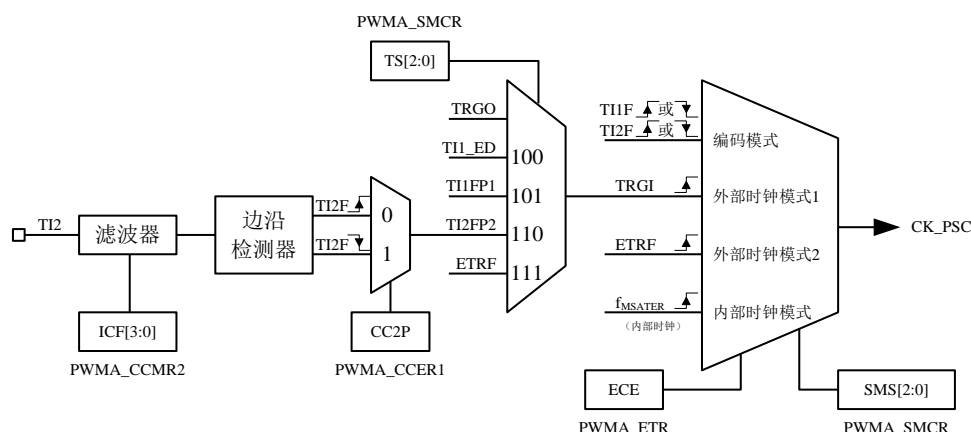 PWMA_SMCR
TS[2:0]
TRGO
TI1_ED
100
TI1FP1
101
TI2FP2
110
ETRF
111
TI2
滤波器
ICF[3:0]
PWMA_CCMR2
边沿
检测器
TI2F
0
TI2F
1
CC2P
PWMA_CCER1
TI1F 或
TI2F 或
编码模式
TRGI
外部时钟模式1
ETRF
外部时钟模式2
fMSATER
(内部时钟)
内部时钟模式
CK_PSC
ECE
PWMA_ETR
SMS[2:0]
PWMA_SMCR